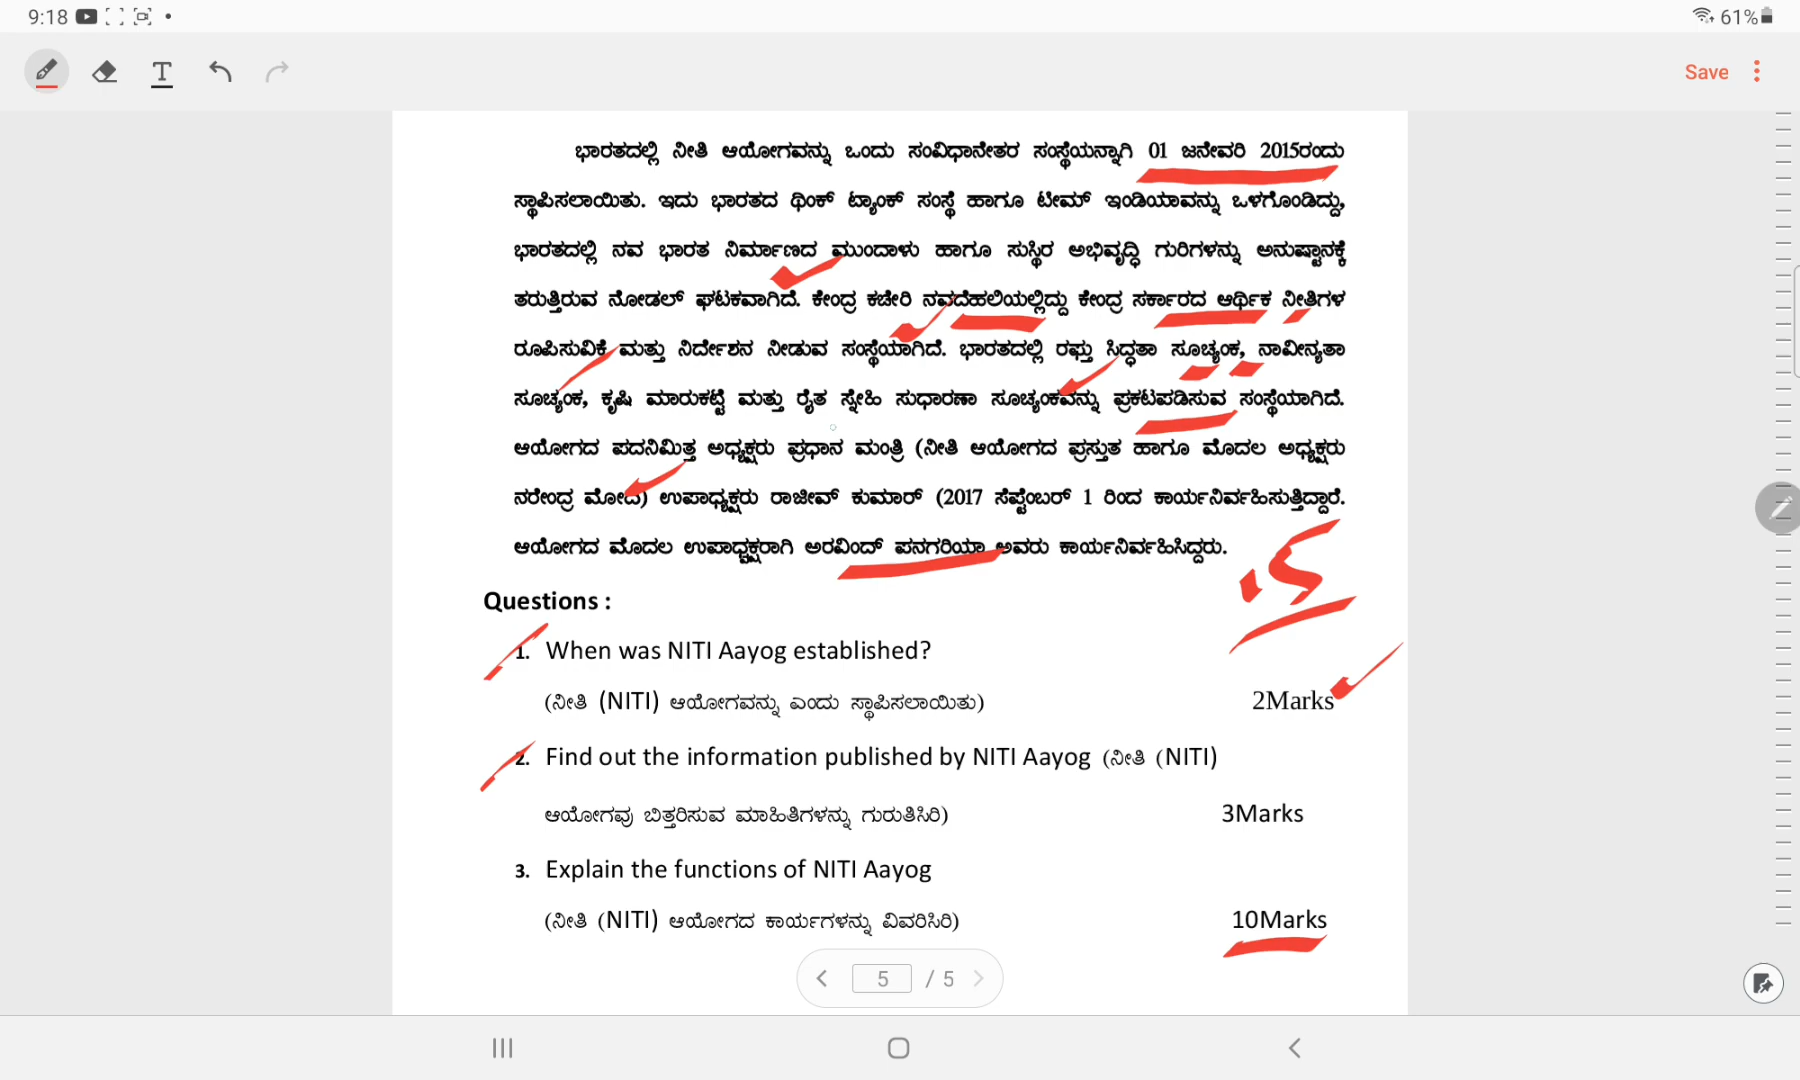 9:18
61%
Save
ಭಾರತದಲ್ಲಿ ನೀತಿ ಆಯೋಗವನ್ನು ಒಂದು ಸಂವಿಧಾನೇತರ ಸಂಸ್ಥೆಯನ್ನಾಗಿ 01 ಜನೇವರಿ 2015ರಂದು
ಸ್ಥಾಪಿಸಲಾಯಿತು. ಇದು ಭಾರತದ ಥಿಂಕ್ ಟ್ಯಾಂಕ್ ಸಂಸ್ಥೆ ಹಾಗೂ ಟೀಮ್ ಇಂಡಿಯಾವನ್ನು ಒಳಗೊಂಡಿದ್ದು,
ಭಾರತದಲ್ಲಿ ನವ ಭಾರತ ನಿರ್ಮಾಣದ ಮುಂದಾಳು ಹಾಗೂ ಸುಸ್ಥಿರ ಅಭಿವೃದ್ಧಿ ಗುರಿಗಳನ್ನು ಅನುಷ್ಟಾನಕ್ಕೆ
ತರುತ್ತಿರುವ ನೋಡಲ್ ಘಟಕವಾಗಿದೆ. ಕೇಂದ್ರ ಕಚೇರಿ ನವದೆಹಲಿಯಲ್ಲಿದ್ದು ಕೇಂದ್ರ ಸರ್ಕಾರದ ಆರ್ಥಿಕ ನೀತಿಗಳ
ರೂಪಿಸುವಿಕೆ ಮತ್ತು ನಿರ್ದೇಶನ ನೀಡುವ ಸಂಸ್ಥೆಯಾಗಿದೆ. ಭಾರತದಲ್ಲಿ ರಫ್ತು ಸಿದ್ಧತಾ ಸೂಚ್ಯಂಕ, ನಾವೀನ್ಯತಾ
ಸೂಚ್ಯಂಕ, ಕೃಷಿ ಮಾರುಕಟ್ಟೆ ಮತ್ತು ರೈತ ಸ್ನೇಹಿ ಸುಧಾರಣಾ ಸೂಚ್ಯಂಕವನ್ನು ಪ್ರಕಟಪಡಿಸುವ ಸಂಸ್ಥೆಯಾಗಿದೆ.
ಆಯೋಗದ ಪದನಿಮಿತ್ತ ಅಧ್ಯಕ್ಷರು ಪ್ರಧಾನ ಮಂತ್ರಿ (ನೀತಿ ಆಯೋಗದ ಪ್ರಸ್ತುತ ಹಾಗೂ ಮೊದಲ ಅಧ್ಯಕ್ಷರು
ನರೇಂದ್ರ ಮೋದಿ) ಉಪಾಧ್ಯಕ್ಷರು ರಾಜೀವ್ ಕುಮಾರ್ (2017 ಸೆಪ್ಟೆಂಬರ್ 1 ರಿಂದ ಕಾರ್ಯನಿರ್ವಹಿಸುತ್ತಿದ್ದಾರೆ.
ಆಯೋಗದ ಮೊದಲ ಉಪಾಧ್ಯಕ್ಷರಾಗಿ ಅರವಿಂದ್ ಪನಗರಿಯಾ ಅವರು ಕಾರ್ಯನಿರ್ವಹಿಸಿದ್ದರು.
15
Questions :
1. When was NITI Aayog established?
(ನೀತಿ (NITI) ಆಯೋಗವನ್ನು ಎಂದು ಸ್ಥಾಪಿಸಲಾಯಿತು) 2Marks
2. Find out the information published by NITI Aayog (ನೀತಿ (NITI)
ಆಯೋಗವು ಬಿತ್ತರಿಸುವ ಮಾಹಿತಿಗಳನ್ನು ಗುರುತಿಸಿರಿ) 3Marks
3. Explain the functions of NITI Aayog
(ನೀತಿ (NITI) ಆಯೋಗದ ಕಾರ್ಯಗಳನ್ನು ವಿವರಿಸಿರಿ) 10Marks
5 / 5